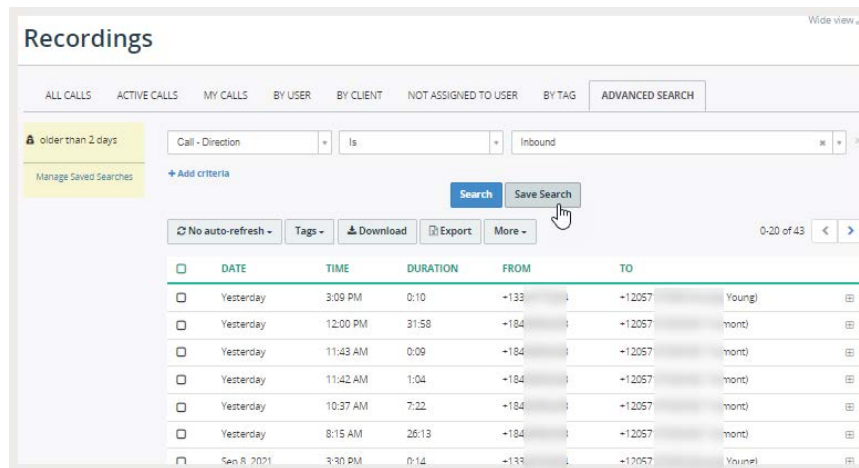 Wide view
Recordings
ALL CALLS ACTIVE CALLS MY CALLS BY USER BY CLIENT NOT ASSIGNED TO USER BY TAG ADVANCED SEARCH
older than 2 days
Manage Saved Searches
Call - Direction Is Inbound
+ Add criteria
Search Save Search
No auto-refresh Tags Download Export More 0-20 of 43
DATE TIME DURATION FROM TO
Yesterday 3:09 PM 0:10 +133 +12057 Young)
Yesterday 12:00 PM 31:58 +184 +12057 mont)
Yesterday 11:43 AM 0:09 +184 +12057 mont)
Yesterday 11:42 AM 1:04 +184 +12057 mont)
Yesterday 10:37 AM 7:22 +184 +12057 mont)
Yesterday 8:15 AM 26:13 +184 +12057 mont)
Sep 8, 2021 3:30 PM 0:14 +133 +12057 Young)